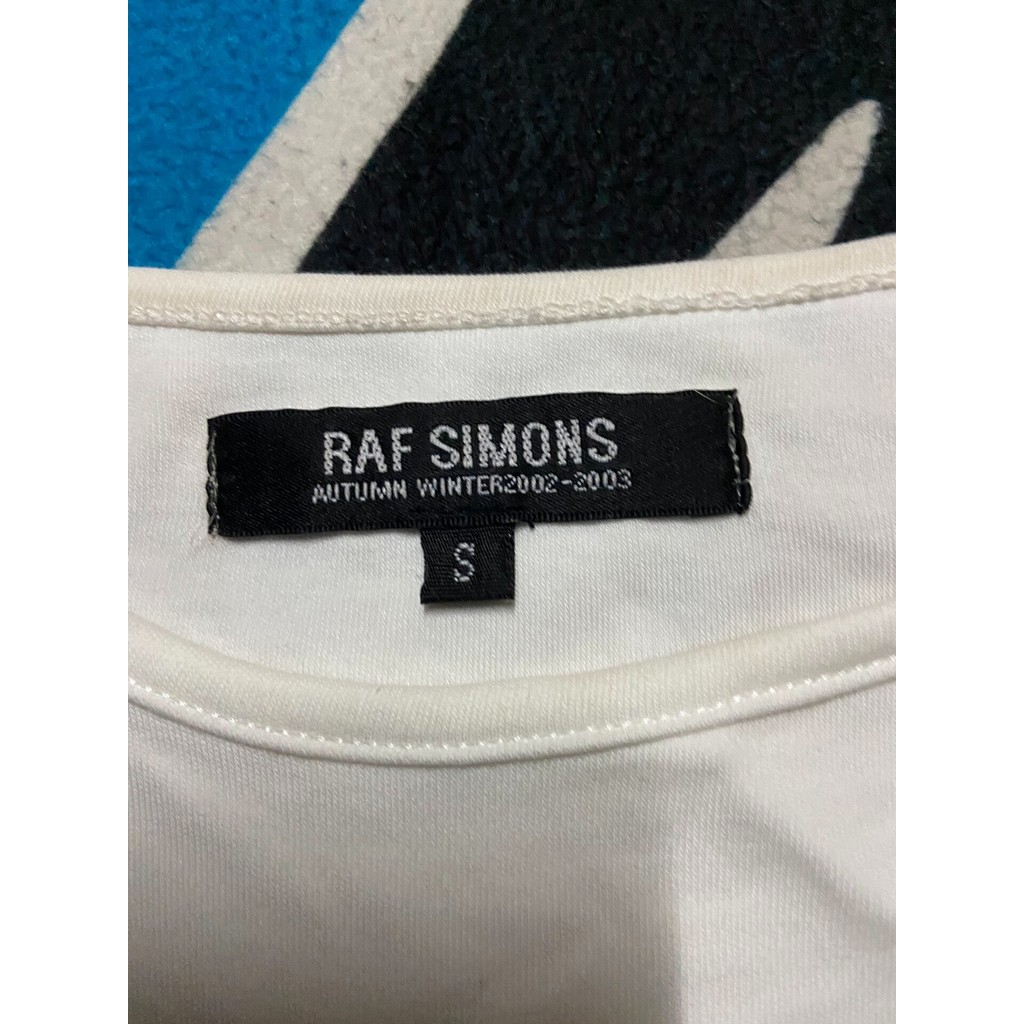 RAF SIMONS
AUTUMN WINTER2002-2003
S